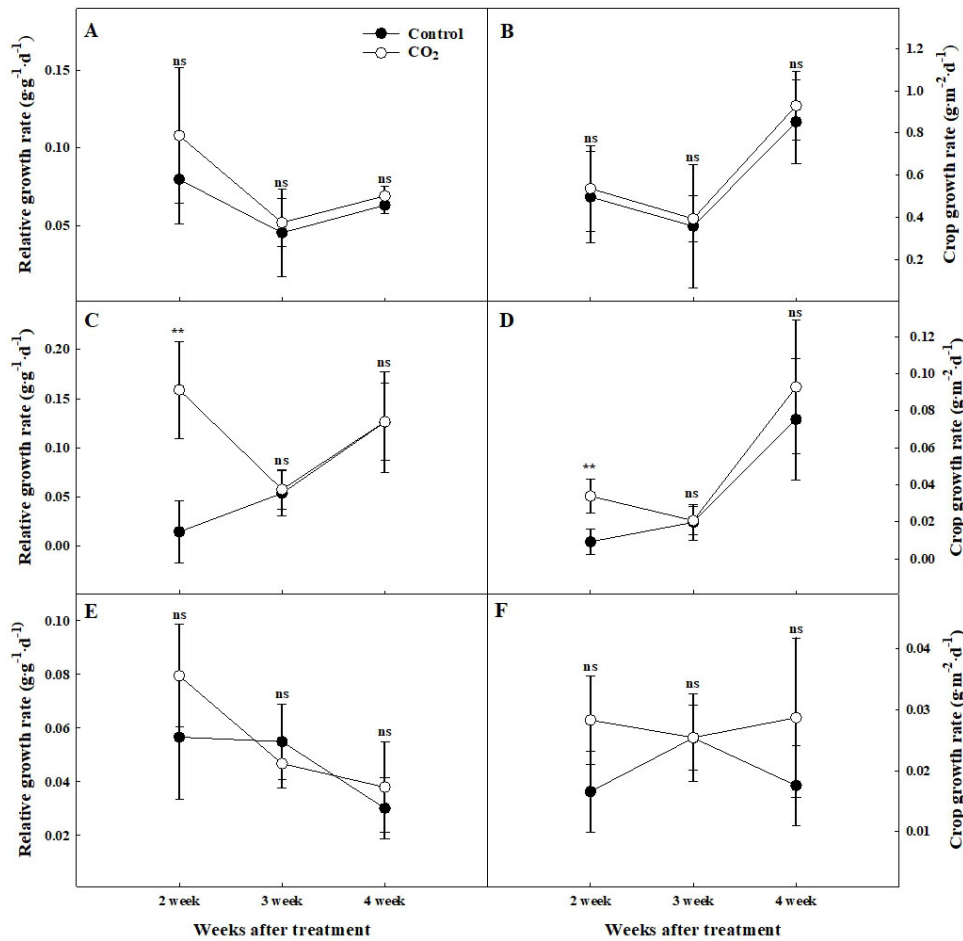 A
Control
CO₂
B
Relative growth rate (g·g⁻¹·d⁻¹)
0.15
0.10
0.05
ns
ns
ns
ns
ns
ns
1.2
1.0
0.8
0.6
0.4
0.2
Crop growth rate (g·m⁻²·d⁻¹)
C
D
Relative growth rate (g·g⁻¹·d⁻¹)
0.20
0.15
0.10
0.05
0.00
**
ns
ns
**
ns
ns
0.12
0.10
0.08
0.06
0.04
0.02
0.00
Crop growth rate (g·m⁻²·d⁻¹)
E
F
Relative growth rate (g·g⁻¹·d⁻¹)
0.10
0.08
0.06
0.04
0.02
ns
ns
ns
ns
ns
ns
0.04
0.03
0.02
0.01
Crop growth rate (g·m⁻²·d⁻¹)
2 week 3 week 4 week
2 week 3 week 4 week
Weeks after treatment
Weeks after treatment